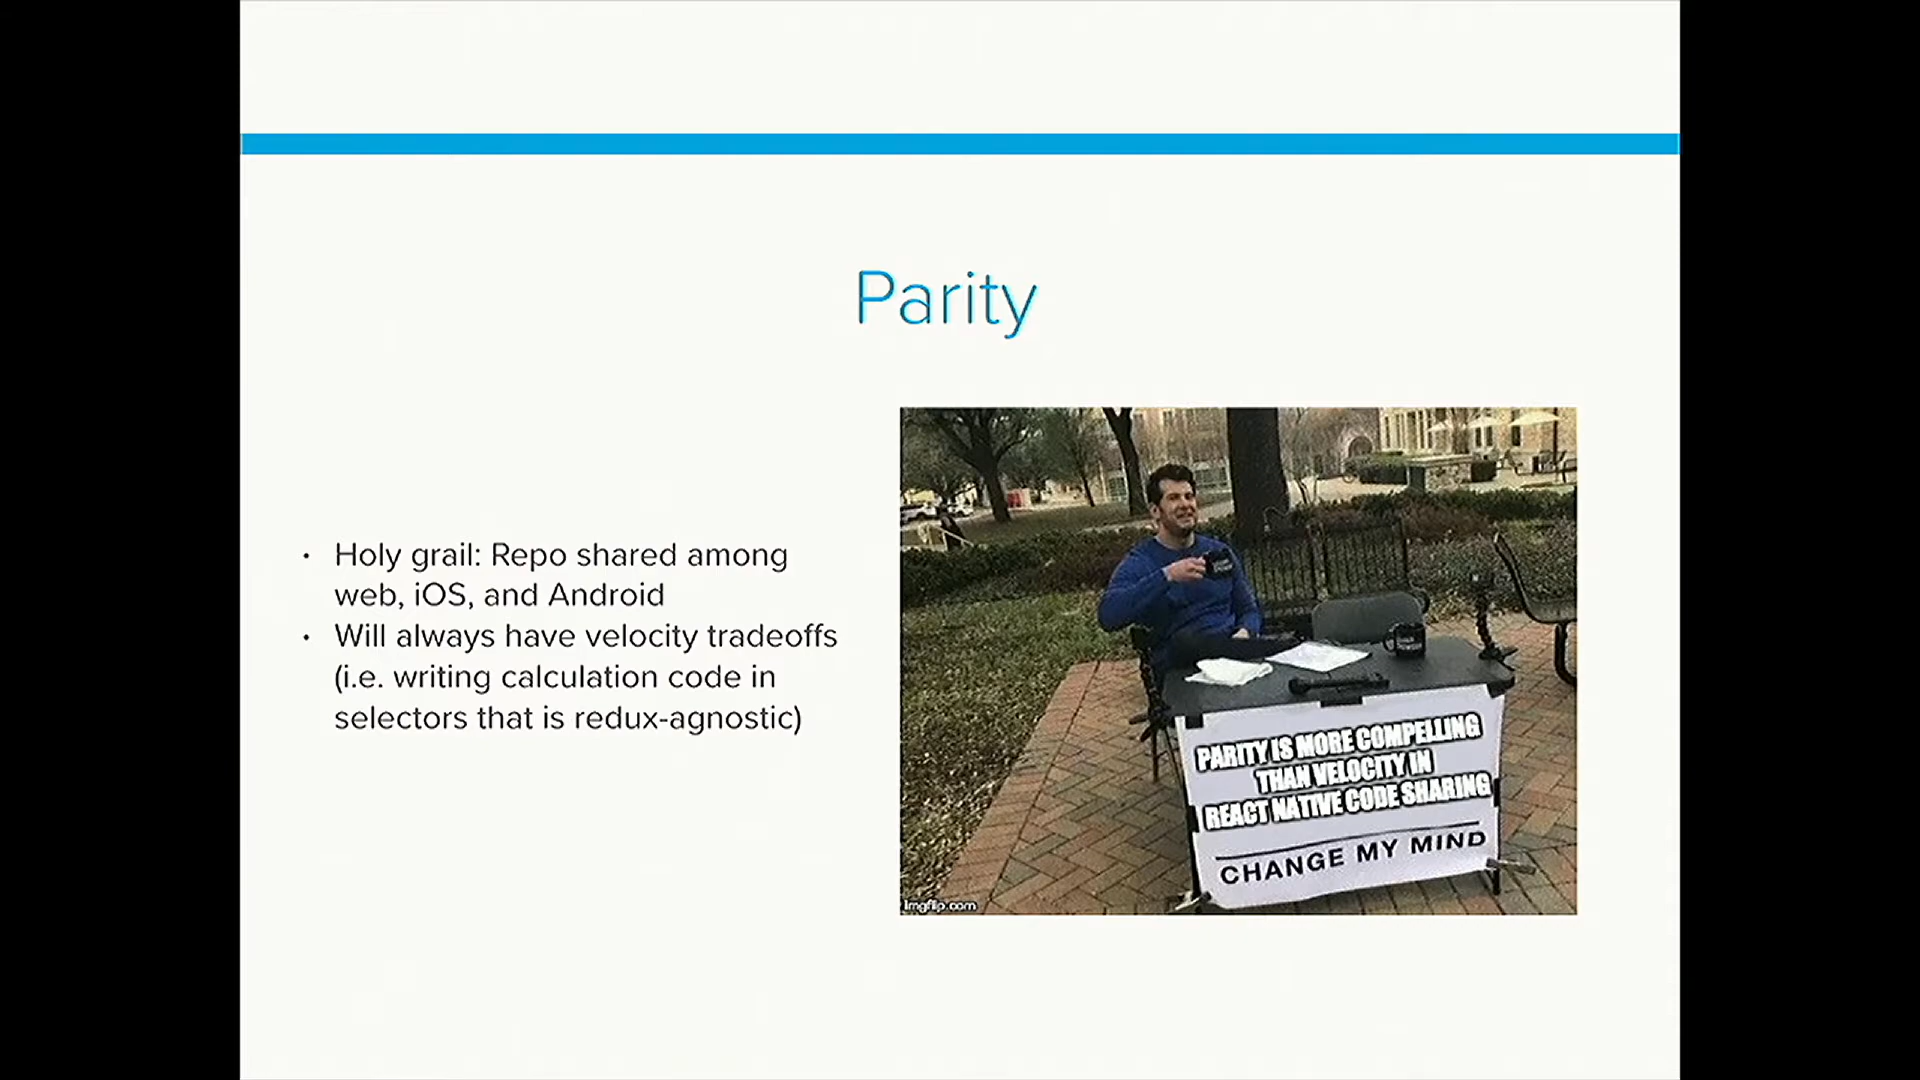 Parity
• Holy grail: Repo shared among
web, iOS, and Android
• Will always have velocity tradeoffs
(i.e. writing calculation code in
selectors that is redux-agnostic)
PARITY IS MORE COMPELLING
THAN VELOCITY IN
REACT NATIVE CODE SHARING
CHANGE MY MIND
imgflip.com